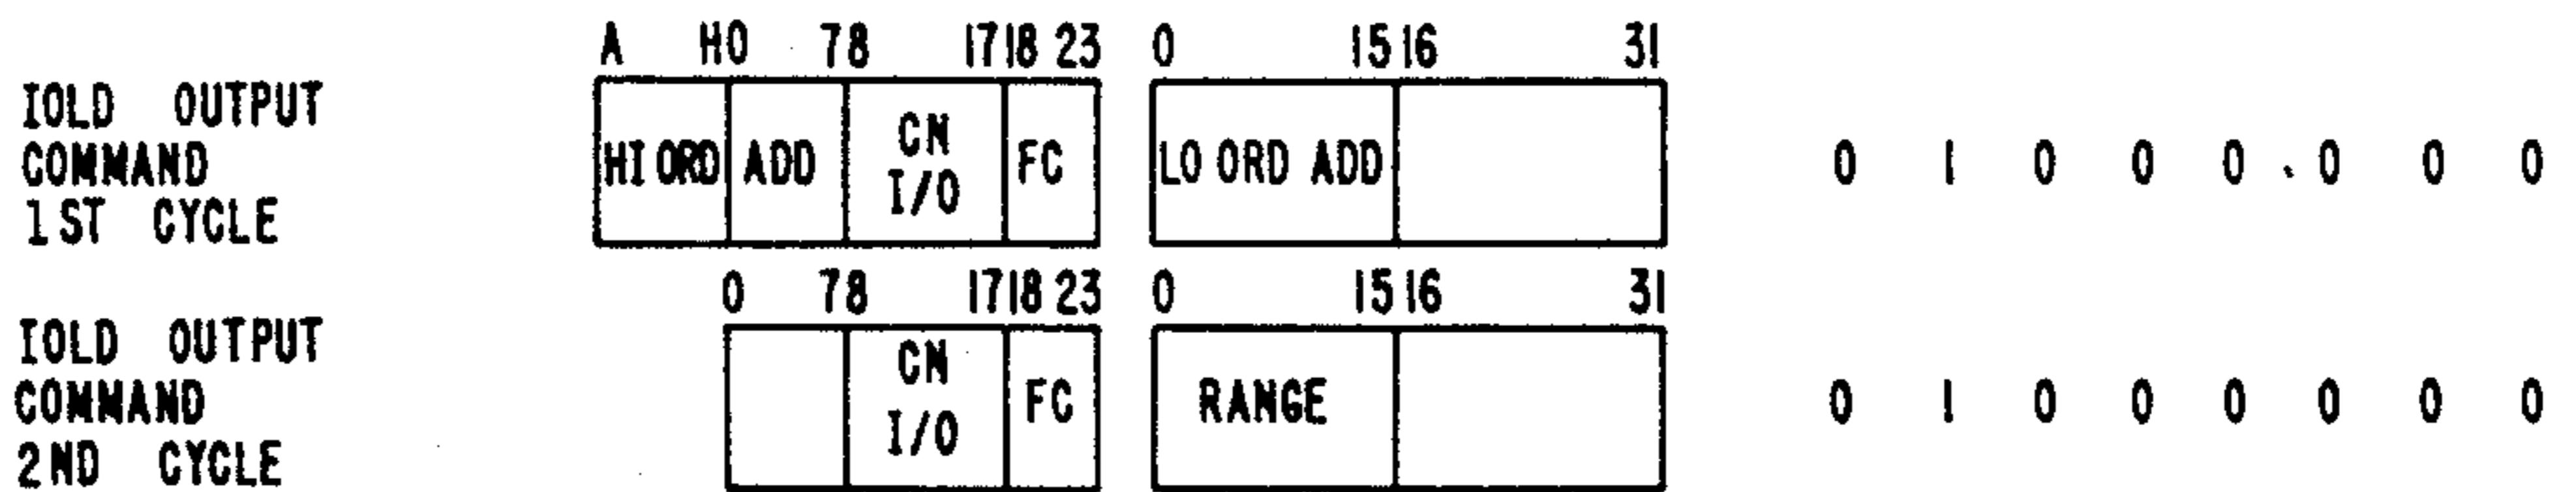 A H0 78 1718 23 0 1516 31
IOLD OUTPUT
COMMAND
1ST CYCLE
HI ORD ADD CN I/O FC LO ORD ADD 0 1 0 0 0 0 0 0
0 78 1718 23 0 1516 31
IOLD OUTPUT
COMMAND
2ND CYCLE
CN I/O FC RANGE 0 1 0 0 0 0 0 0